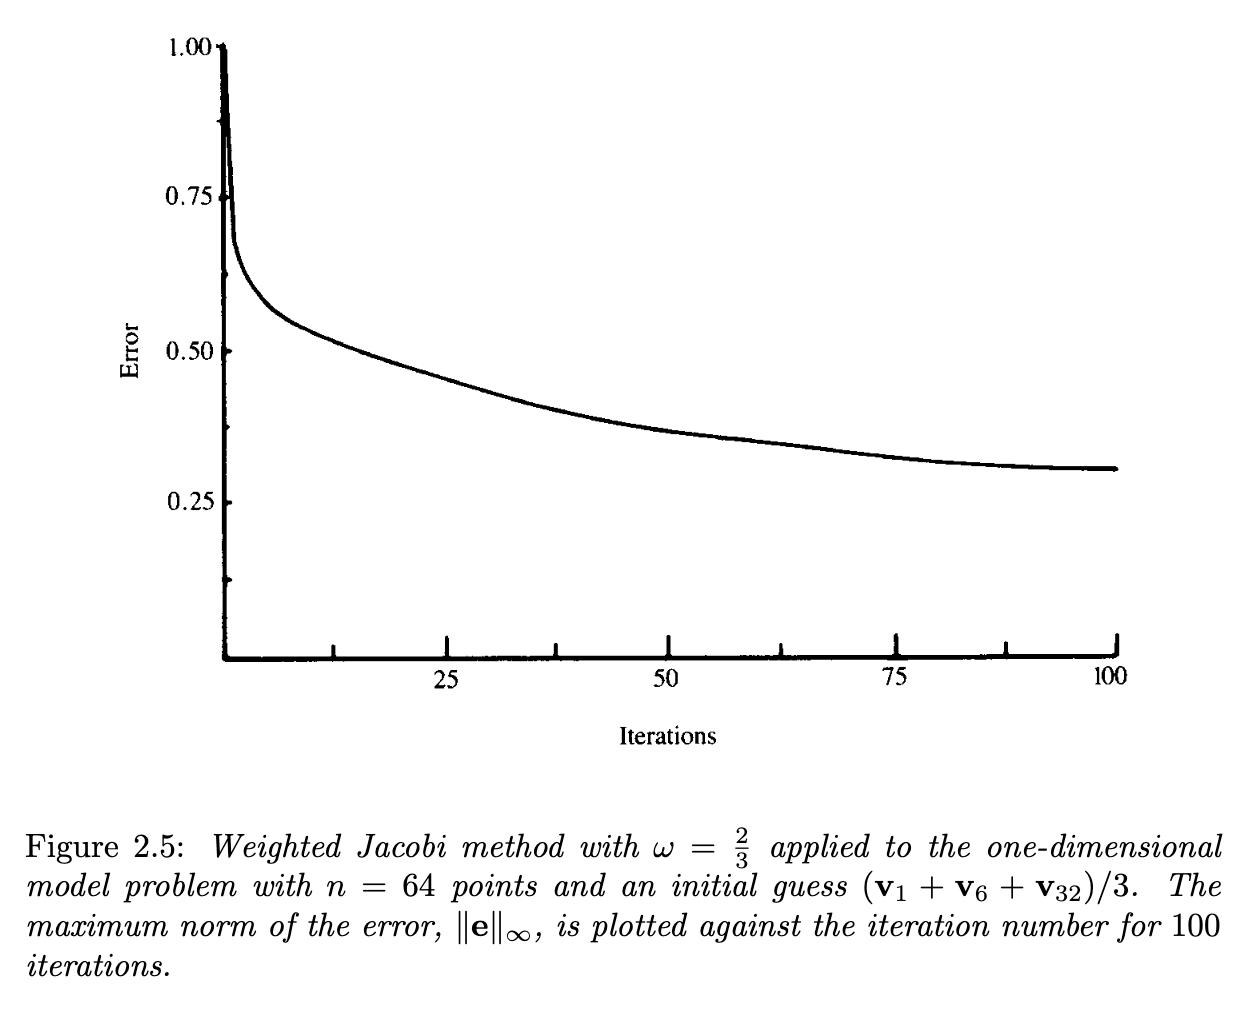 1.00
0.75
0.50
0.25
Error
25 50 75 100
Iterations
Figure 2.5: Weighted Jacobi method with ω = 2/3 applied to the one-dimensional
model problem with n = 64 points and an initial guess (v₁ + v₆ + v₃₂)/3. The
maximum norm of the error, ‖e‖∞, is plotted against the iteration number for 100
iterations.